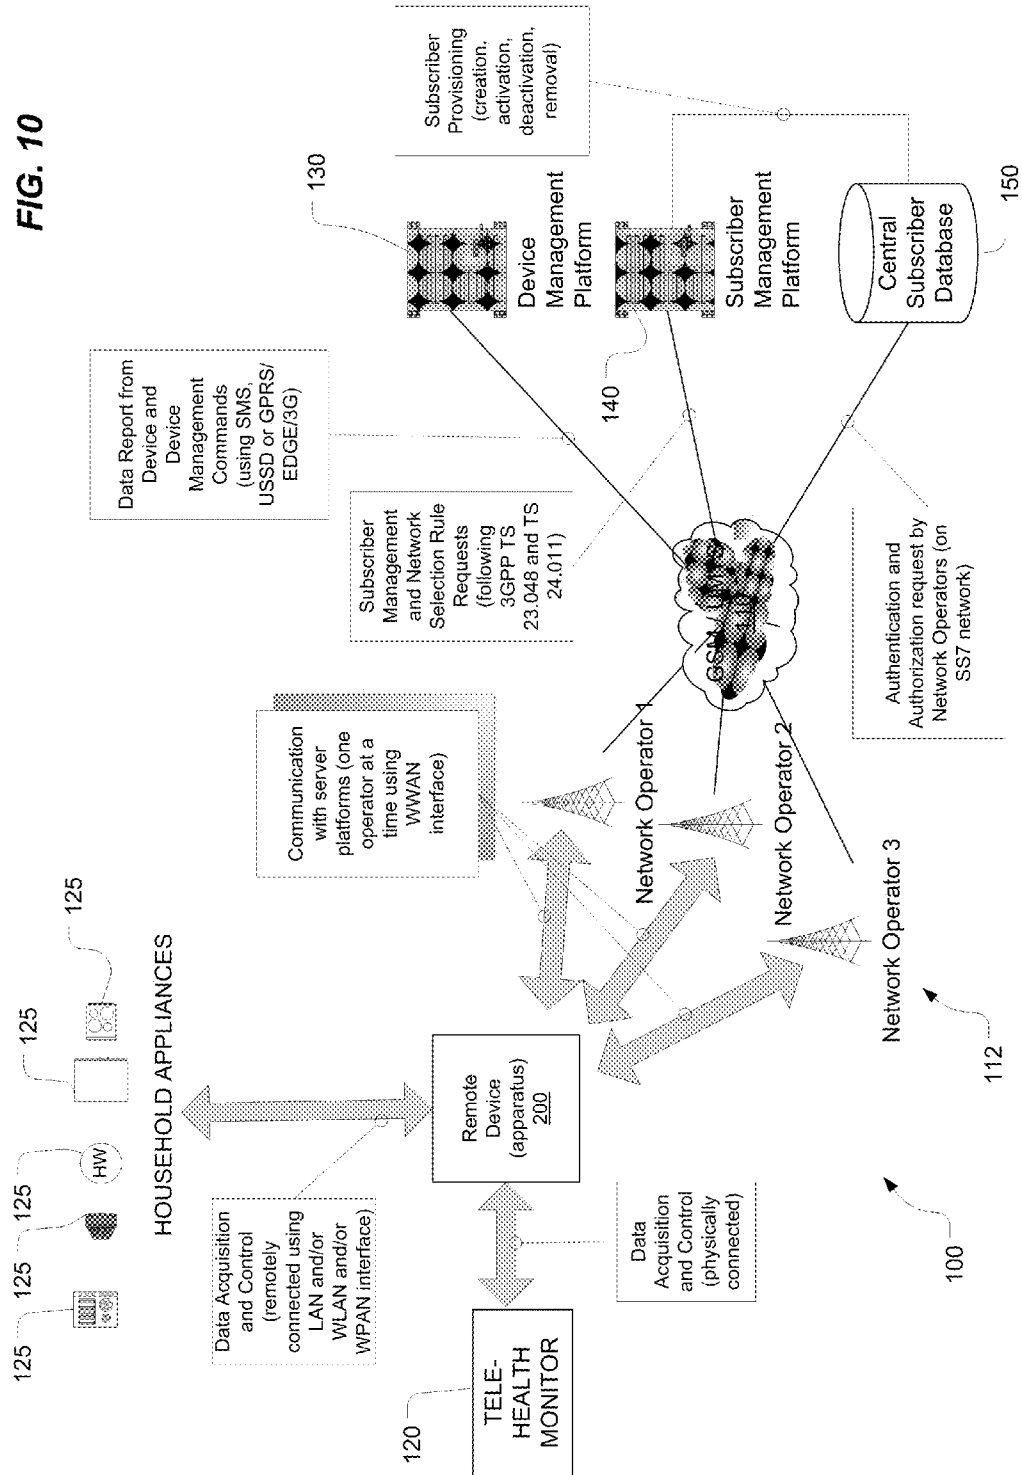 FIG. 10
125
125
125
125
125
HW
HOUSEHOLD APPLIANCES
Data Acquisition
and Control
(remotely
connected using
LAN and/or
WLAN and/or
WPAN interface)
120
TELE-
HEALTH
MONITOR
Data
Acquisition
and Control
(physically
connected)
Remote
Device
(apparatus)
200
100
Communication
with server
platforms (one
operator at a
time using
WWAN
interface)
Network Operator 1
Network Operator 2
Network Operator 3
112
GSM / UMTS
110
Data Report from
Device and
Device
Management
Commands
(using SMS,
USSD or GPRS/
EDGE/3G)
Subscriber
Management
and Network
Selection Rule
Requests
(following
3GPP TS
23.048 and TS
24.011)
Authentication and
Authorization request by
Network Operators (on
SS7 network)
130
Device
Management
Platform
140
Subscriber
Management
Platform
Subscriber
Provisioning
(creation,
activation,
deactivation,
removal)
Central
Subscriber
Database
150